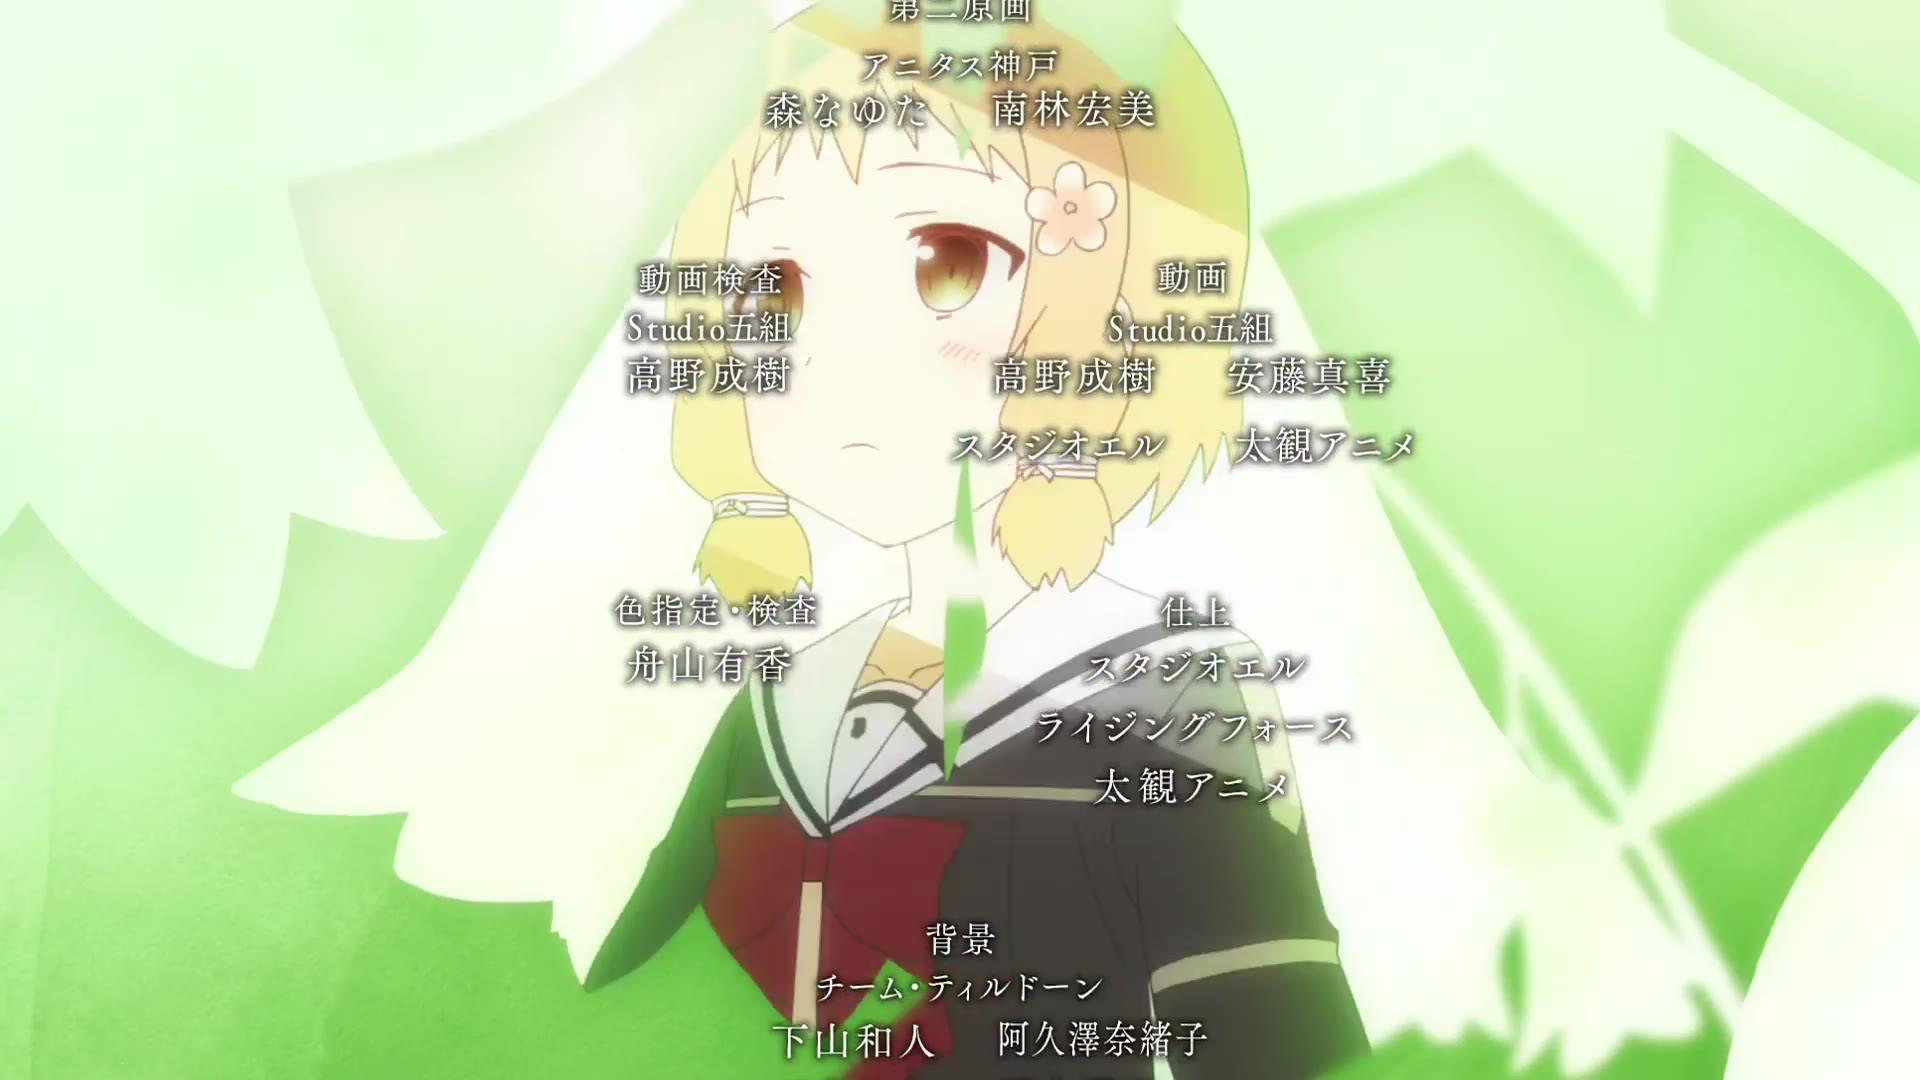 第二原画
アニタス神戸
森なゆた 南林宏美
動画検査
Studio五組
高野成樹
動画
Studio五組
高野成樹 安藤真喜
スタジオエル 太観アニメ
色指定・検査
舟山有香
仕上
スタジオエル
ライジングフォース
太観アニメ
背景
チーム・ティルドーン
下山和人 阿久澤奈緒子